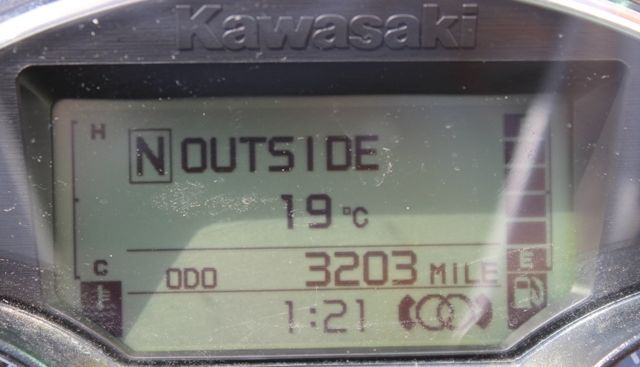 Kawasaki
H
N OUTSIDE
19 °C
C
ODO 3203 MILE E
1:21